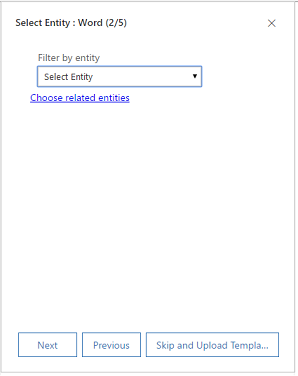 Select Entity : Word (2/5)
Filter by entity
Select Entity
Choose related entities
Next
Previous
Skip and Upload Templa...